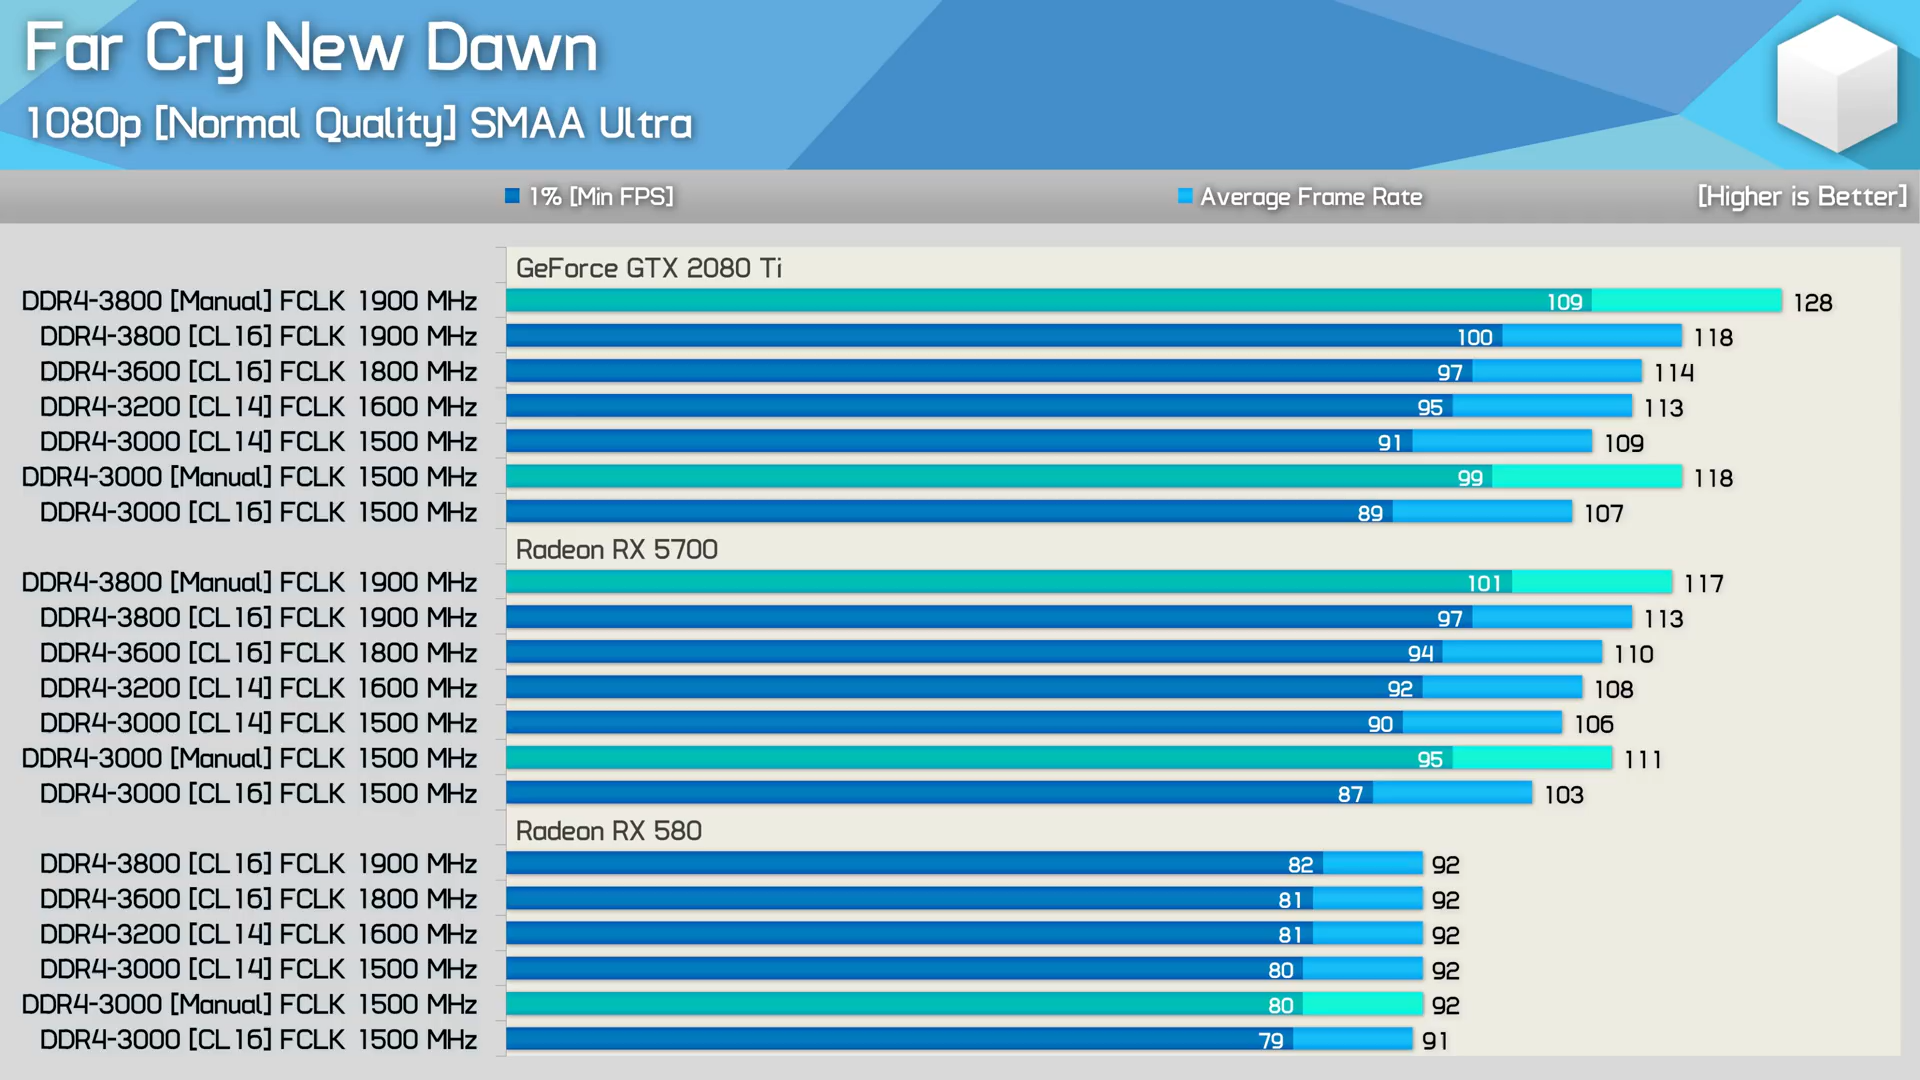 Far Cry New Dawn
1080p [Normal Quality] SMAA Ultra
1% [Min FPS] Average Frame Rate [Higher is Better]
GeForce GTX 2080 Ti
DDR4-3800 [Manual] FCLK 1900 MHz 109 128
DDR4-3800 [CL16] FCLK 1900 MHz 100 118
DDR4-3600 [CL16] FCLK 1800 MHz 97 114
DDR4-3200 [CL14] FCLK 1600 MHz 95 113
DDR4-3000 [CL14] FCLK 1500 MHz 91 109
DDR4-3000 [Manual] FCLK 1500 MHz 99 118
DDR4-3000 [CL16] FCLK 1500 MHz 89 107
Radeon RX 5700
DDR4-3800 [Manual] FCLK 1900 MHz 101 117
DDR4-3800 [CL16] FCLK 1900 MHz 97 113
DDR4-3600 [CL16] FCLK 1800 MHz 94 110
DDR4-3200 [CL14] FCLK 1600 MHz 92 108
DDR4-3000 [CL14] FCLK 1500 MHz 90 106
DDR4-3000 [Manual] FCLK 1500 MHz 95 111
DDR4-3000 [CL16] FCLK 1500 MHz 87 103
Radeon RX 580
DDR4-3800 [CL16] FCLK 1900 MHz 82 92
DDR4-3600 [CL16] FCLK 1800 MHz 81 92
DDR4-3200 [CL14] FCLK 1600 MHz 81 92
DDR4-3000 [CL14] FCLK 1500 MHz 80 92
DDR4-3000 [Manual] FCLK 1500 MHz 80 92
DDR4-3000 [CL16] FCLK 1500 MHz 79 91